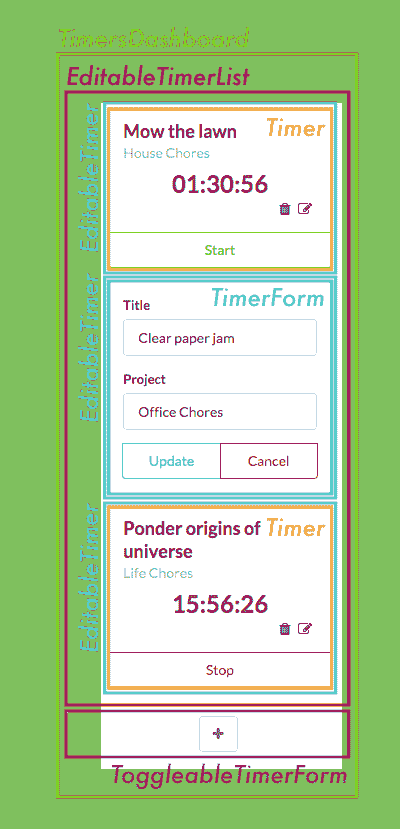 TimersDashboard
EditableTimerList
EditableTimer
Mow the lawn
Timer
House Chores
01:30:56
Start
EditableTimer
TimerForm
Title
Clear paper jam
Project
Office Chores
Update Cancel
EditableTimer
Ponder origins of
Timer
universe
Life Chores
15:56:26
Stop
+
ToggleableTimerForm